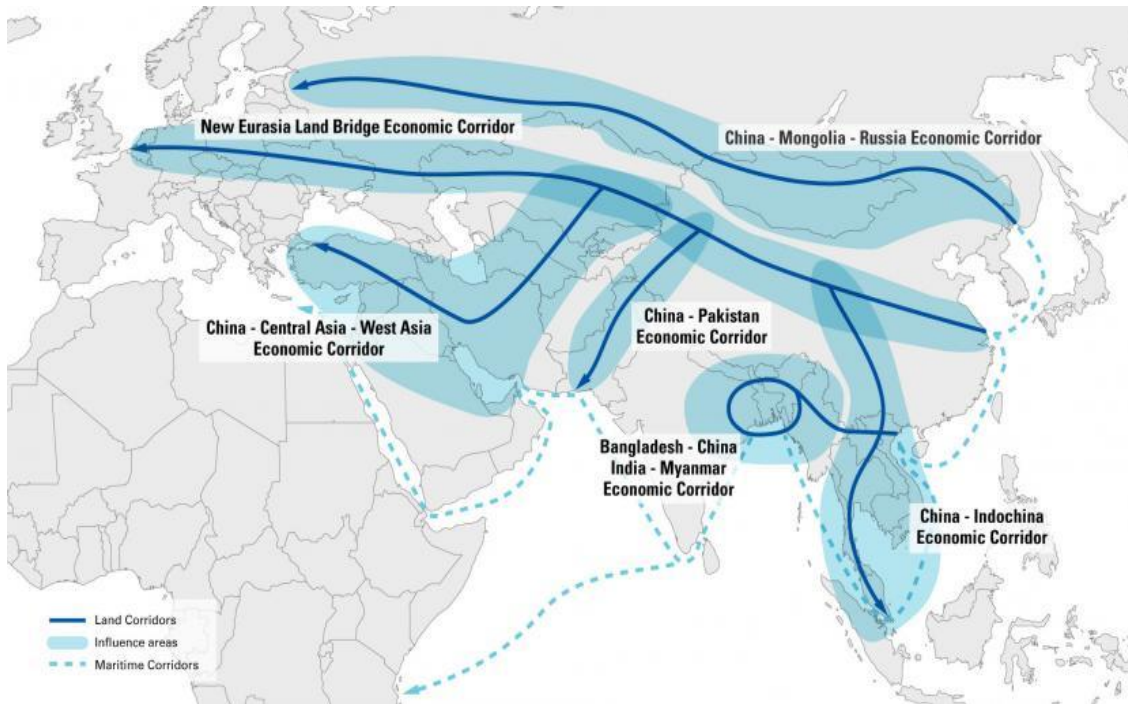 New Eurasia Land Bridge Economic Corridor
China - Mongolia - Russia Economic Corridor
China - Central Asia - West Asia
Economic Corridor
China - Pakistan
Economic Corridor
Bangladesh - China
India - Myanmar
Economic Corridor
China - Indochina
Economic Corridor
Land Corridors
Influence areas
Maritime Corridors